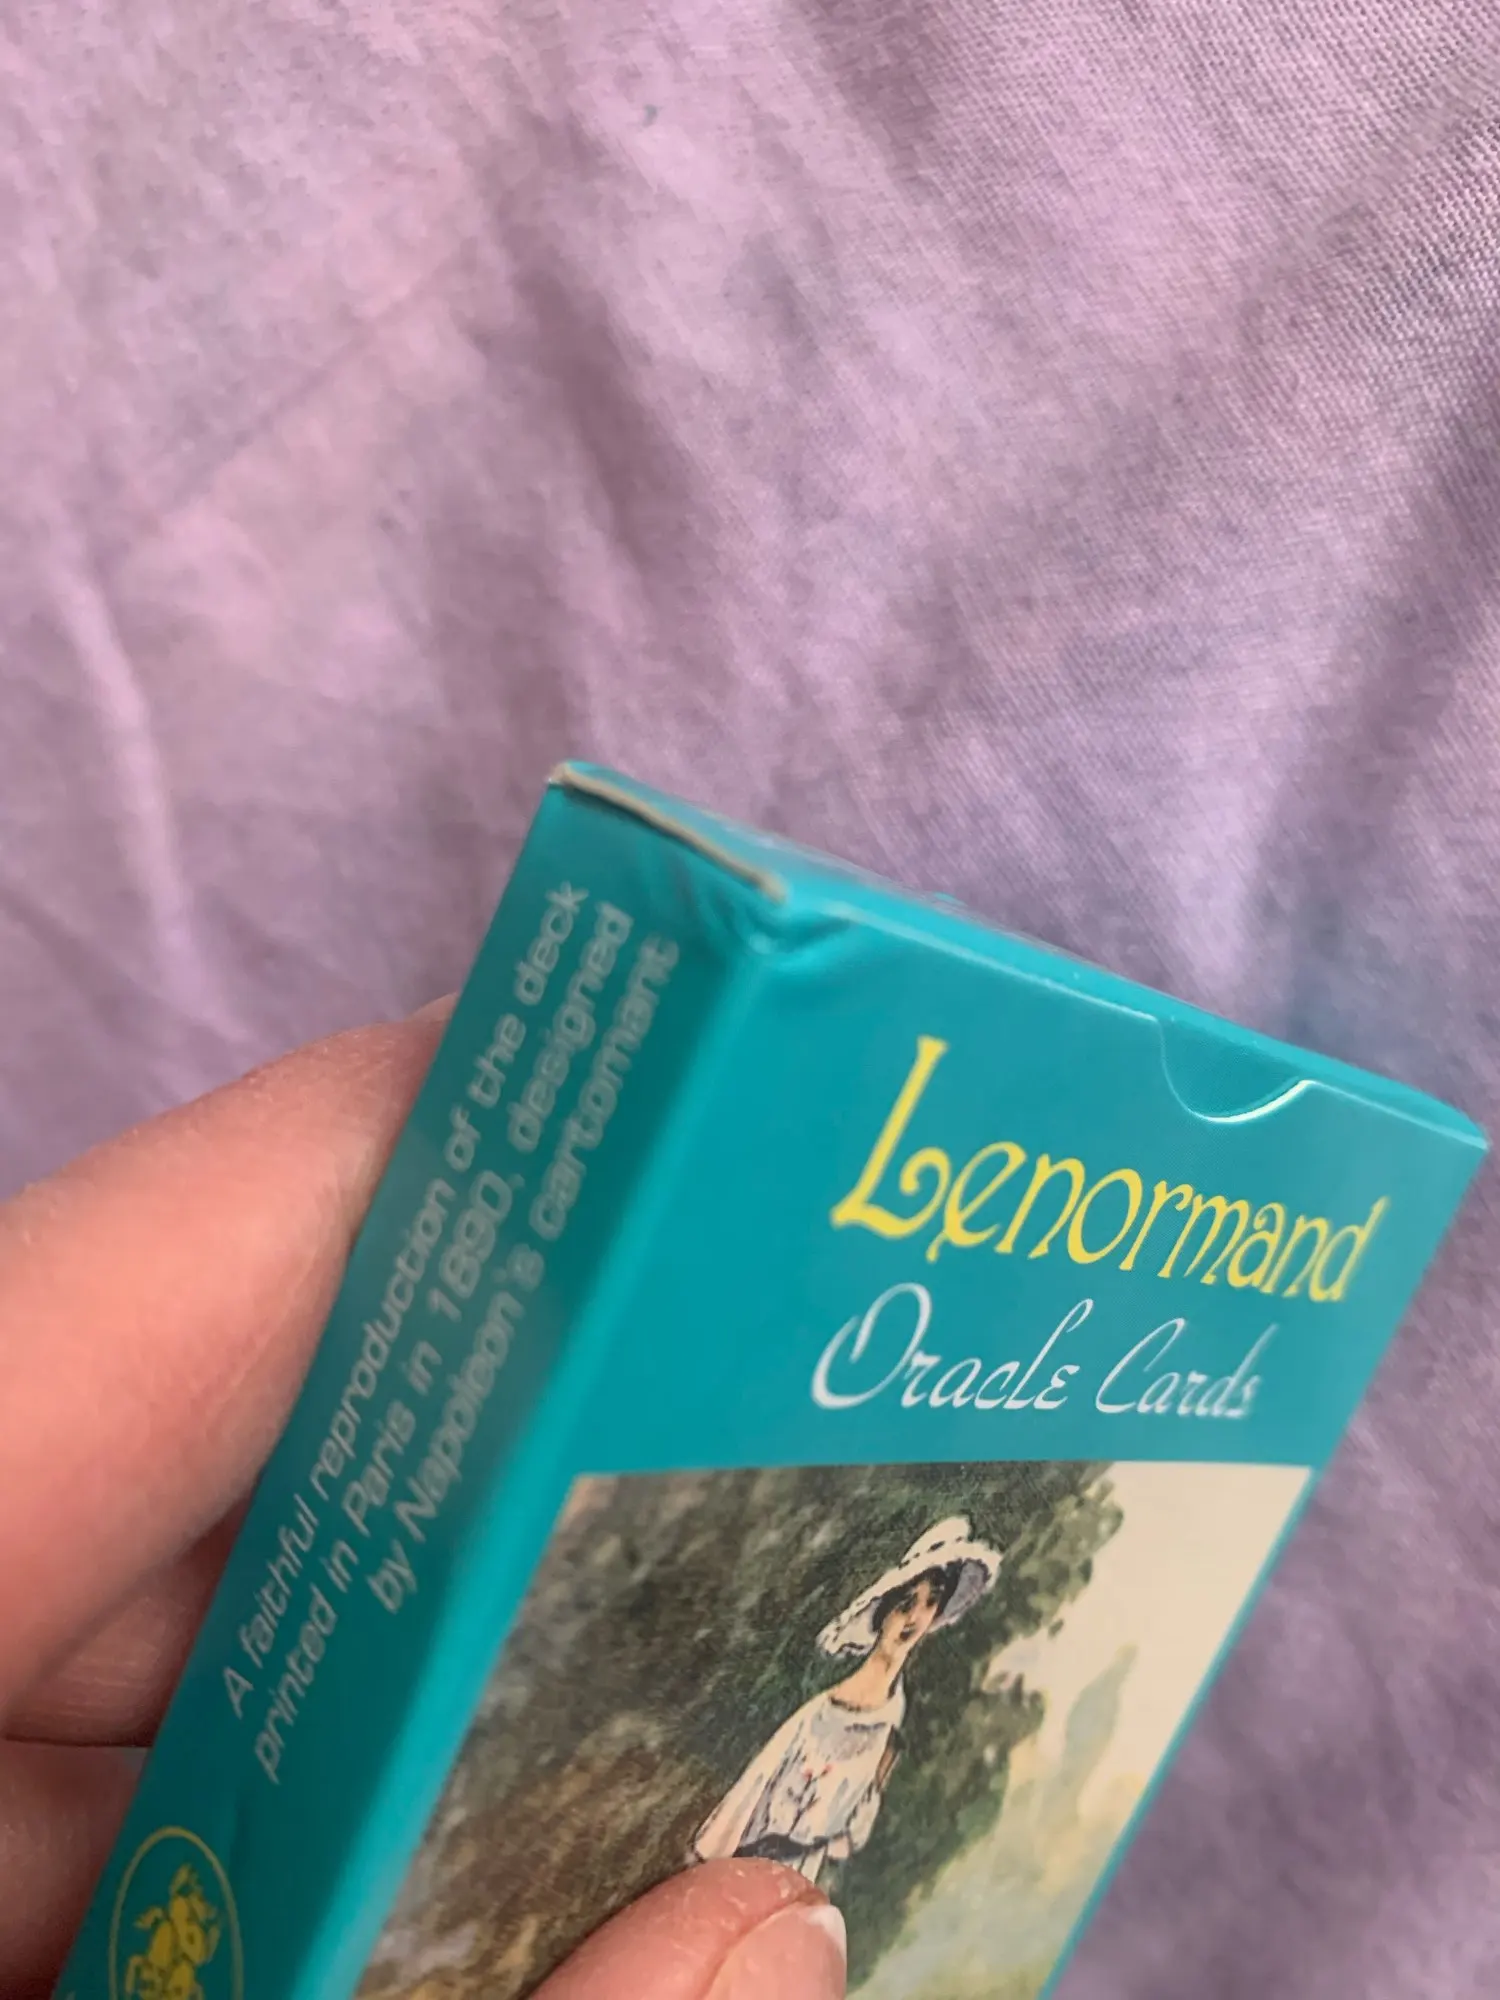 A faithful reproduction of the deck
printed in Paris in 1890, designed
by Napoleon's cartomant
Lenormand
Oracle Cards